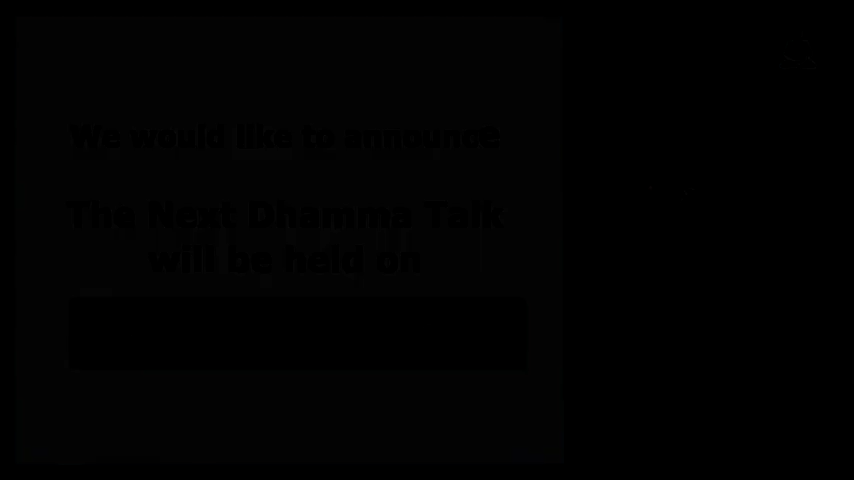 We would like to announce
The Next Dhamma Talk
will be held on